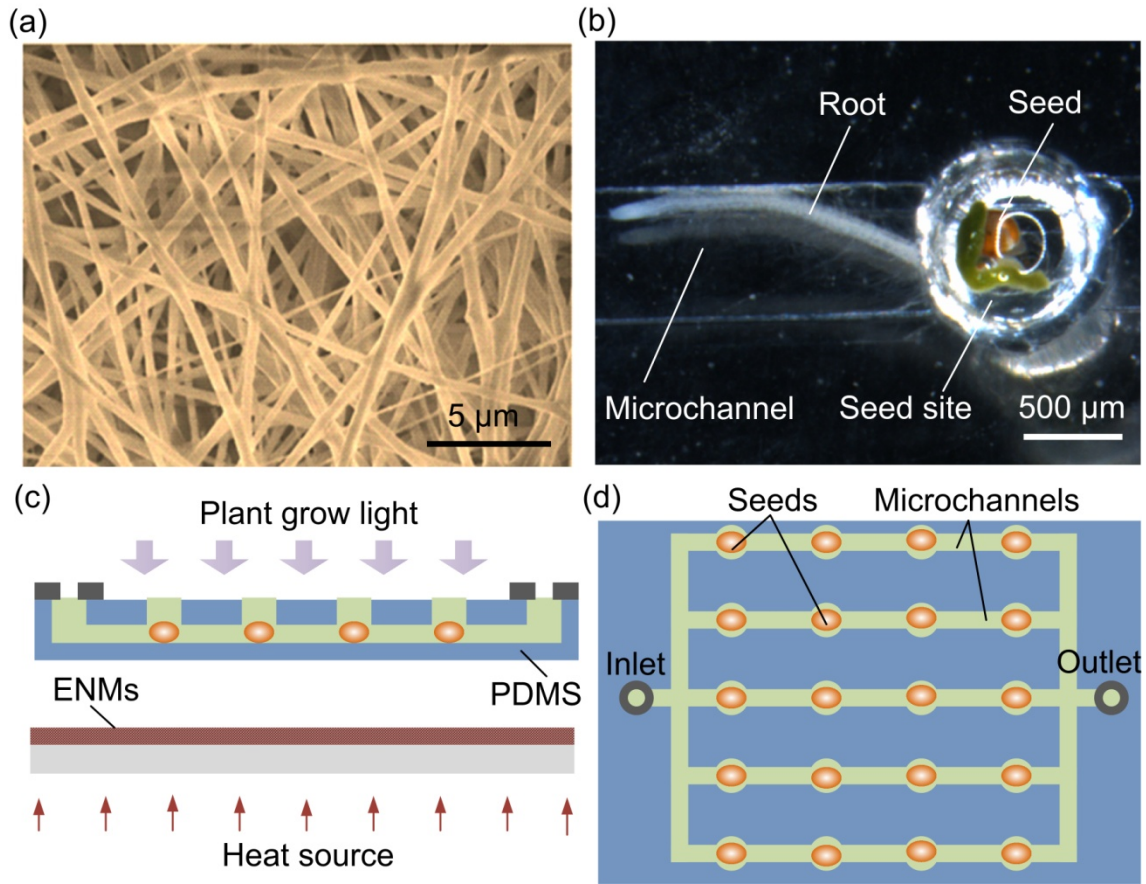 (a)
5 µm
(b)
Root
Seed
Microchannel
Seed site
500 µm
(c)
Plant grow light
ENMs
PDMS
Heat source
(d)
Seeds
Microchannels
Inlet
Outlet